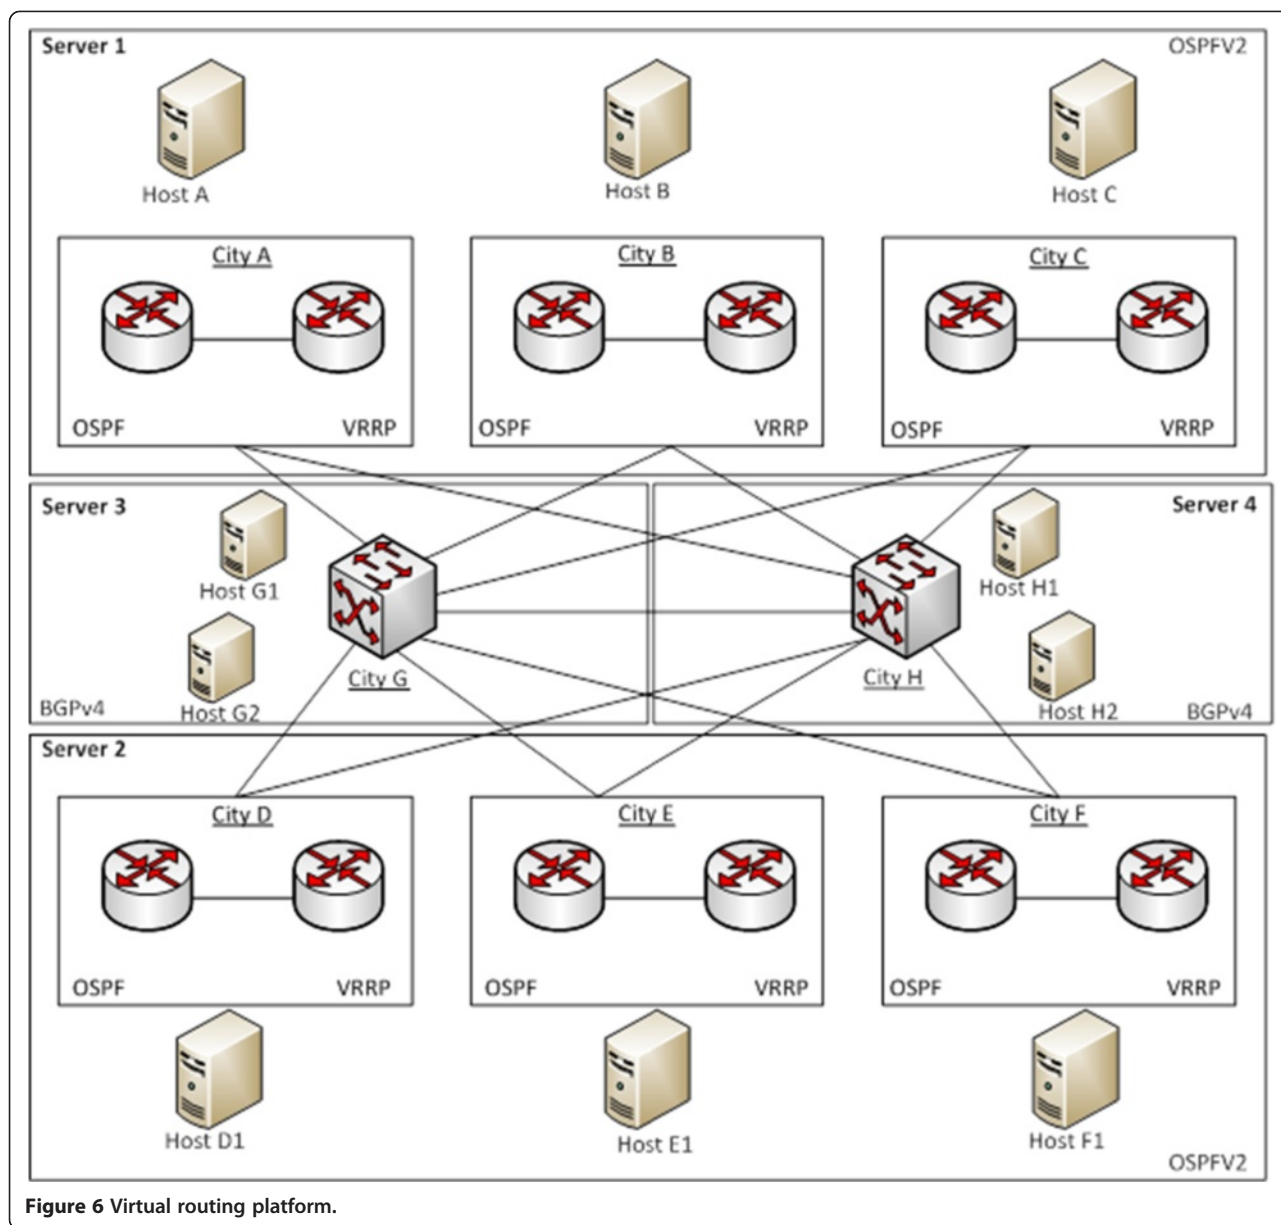 Server 1
OSPFV2
Host A
Host B
Host C
City A
City B
City C
OSPF
VRRP
OSPF
VRRP
OSPF
VRRP
Server 3
Server 4
Host G1
Host H1
City G
City H
Host G2
Host H2
BGPv4
BGPv4
Server 2
City D
City E
City F
OSPF
VRRP
OSPF
VRRP
OSPF
VRRP
Host D1
Host E1
Host F1
OSPFV2
Figure 6 Virtual routing platform.